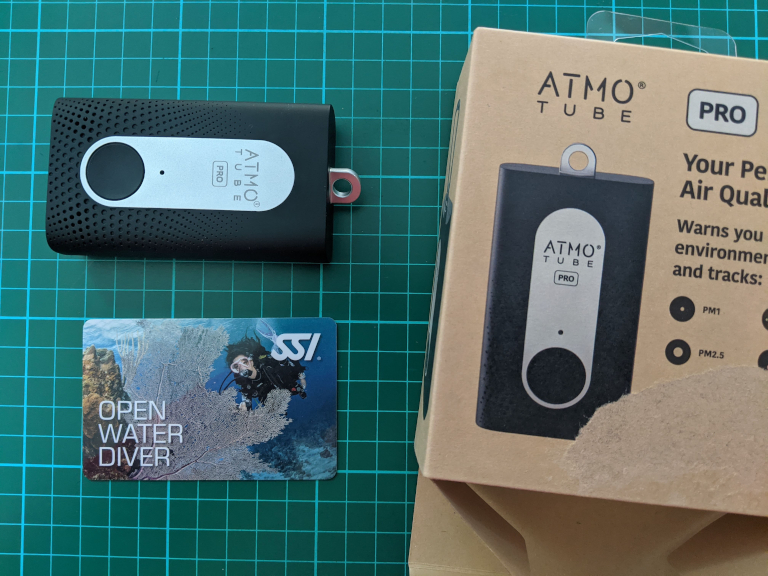 ATMO®
TUBE
PRO
OPEN
WATER
DIVER
SSI.
ATMO®
TUBE
PRO
Your Pe
Air Qual
Warns you
environmen
and tracks:
PM1
PM2.5
ATMO®
TUBE
PRO